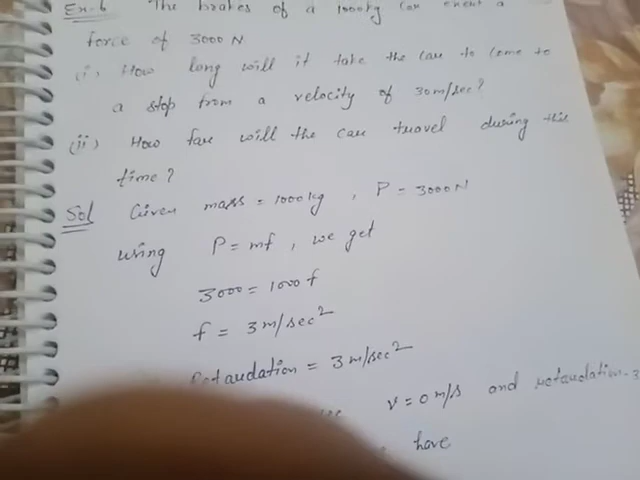 Ex-6 The brakes of a 1000kg car exert a
force of 3000 N
(i) How long will it take the car to come to
a stop from a velocity of 30m/sec?
(ii) How far will the car travel during this
time?
Sol Given mass = 1000kg , P = 3000N
using P = mf , we get
3000 = 1000 f
f = 3m/sec²
Retardation = 3m/sec²
v = 0 m/s and retardation = 3
have